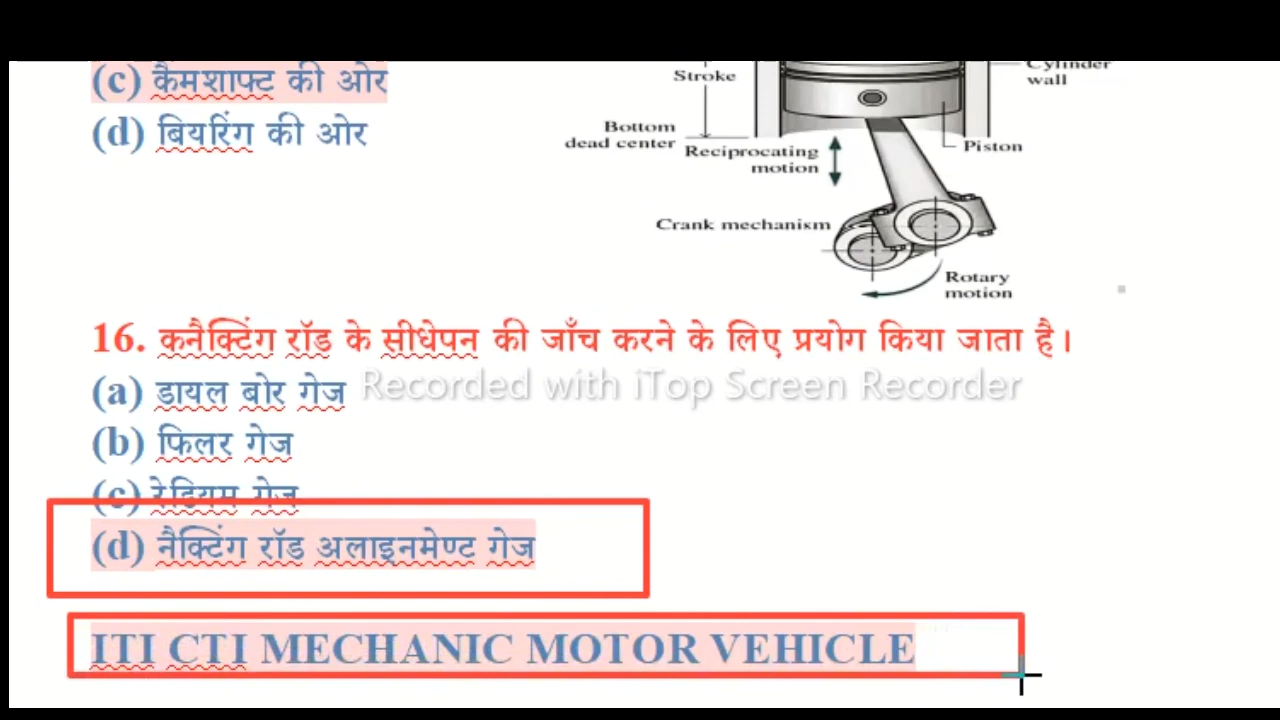 (c) कैमशाफ्ट की ओर
(d) बियरिंग की ओर
Stroke
Cylinder
wall
Bottom
dead center
Reciprocating
motion
Piston
Crank mechanism
Rotary
motion
16. कनैक्टिंग रॉड के सीधेपन की जाँच करने के लिए प्रयोग किया जाता है।
(a) डायल बोर गेज
Recorded with iTop Screen Recorder
(b) फिलर गेज
(c) रेडियस गेज
(d) नैक्टिंग रॉड अलाइनमेण्ट गेज
ITI CTI MECHANIC MOTOR VEHICLE